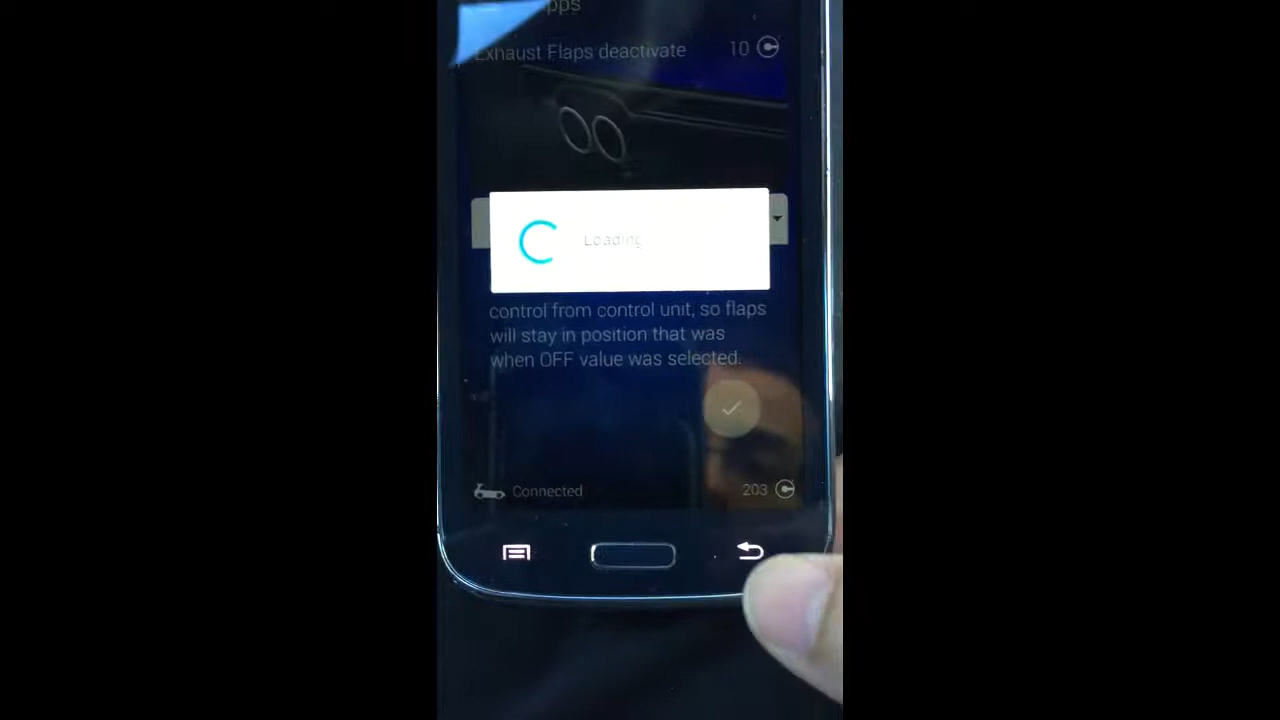 pps
Exhaust Flaps deactivate 10
Loading
control from control unit, so flaps
will stay in position that was
when OFF value was selected.
Connected 203